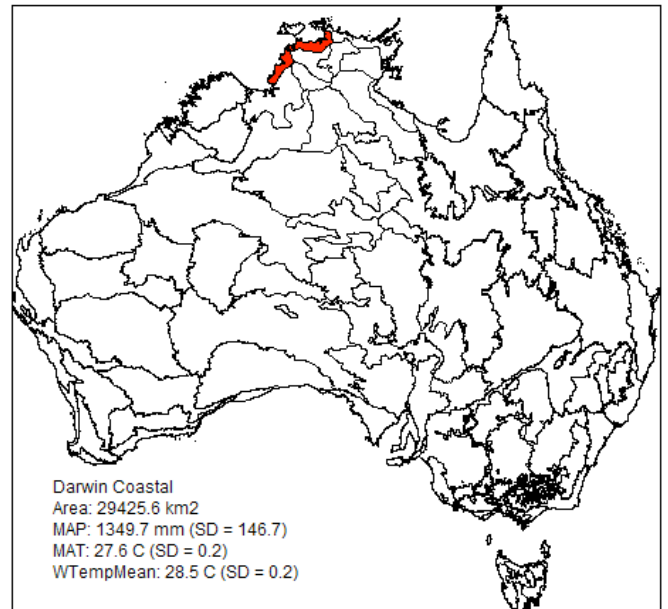 Darwin Coastal
Area: 29425.6 km2
MAP: 1349.7 mm (SD = 146.7)
MAT: 27.6 C (SD = 0.2)
WTempMean: 28.5 C (SD = 0.2)